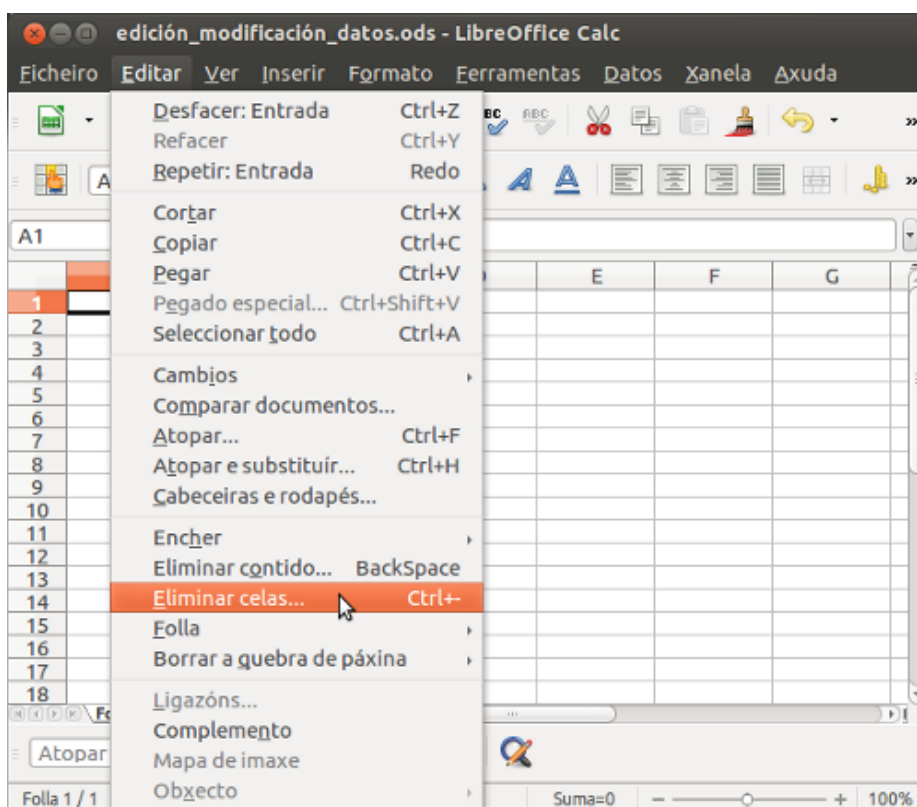 edición_modificación_datos.ods - LibreOffice Calc
Ficheiro Editar Ver Inserir Formato Ferramentas Datos Xanela Axuda
Desfacer: Entrada Ctrl+Z
Refacer Ctrl+Y
Repetir: Entrada Redo
Cortar Ctrl+X
Copiar Ctrl+C
Pegar Ctrl+V
Pegado especial... Ctrl+Shift+V
Seleccionar todo Ctrl+A
Cambios
Comparar documentos...
Atopar... Ctrl+F
Atopar e substituír... Ctrl+H
Cabeceiras e rodapés...
Encher
Eliminar contido... BackSpace
Eliminar celas... Ctrl+-
Folla
Borrar a quebra de páxina
Ligazóns...
Complemento
Mapa de imaxe
Obxecto
ABC
A1
E F G
1
2
3
4
5
6
7
8
9
10
11
12
13
14
15
16
17
18
Atopar
Folla 1 / 1 Suma=0 100%